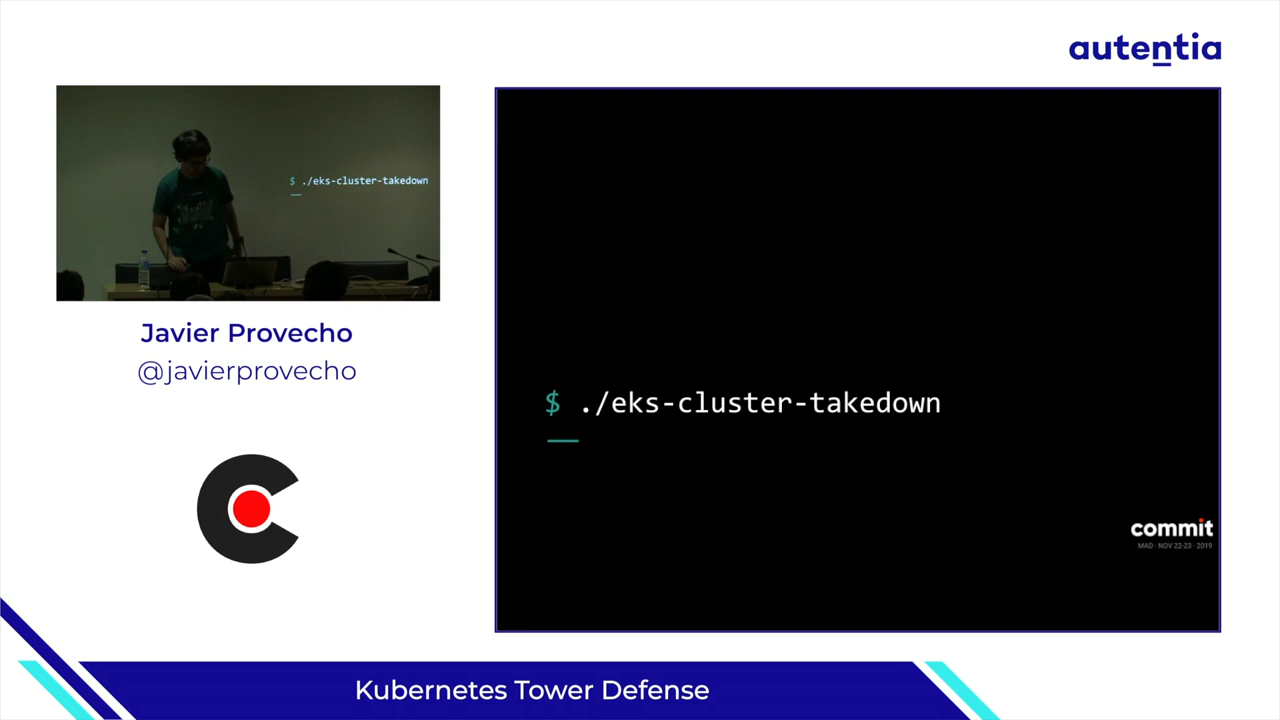 autentia
$ ./eks-cluster-takedown
Javier Provecho
@javierprovecho
$ ./eks-cluster-takedown
commit
MAD · NOV 22-23 · 2019
Kubernetes Tower Defense